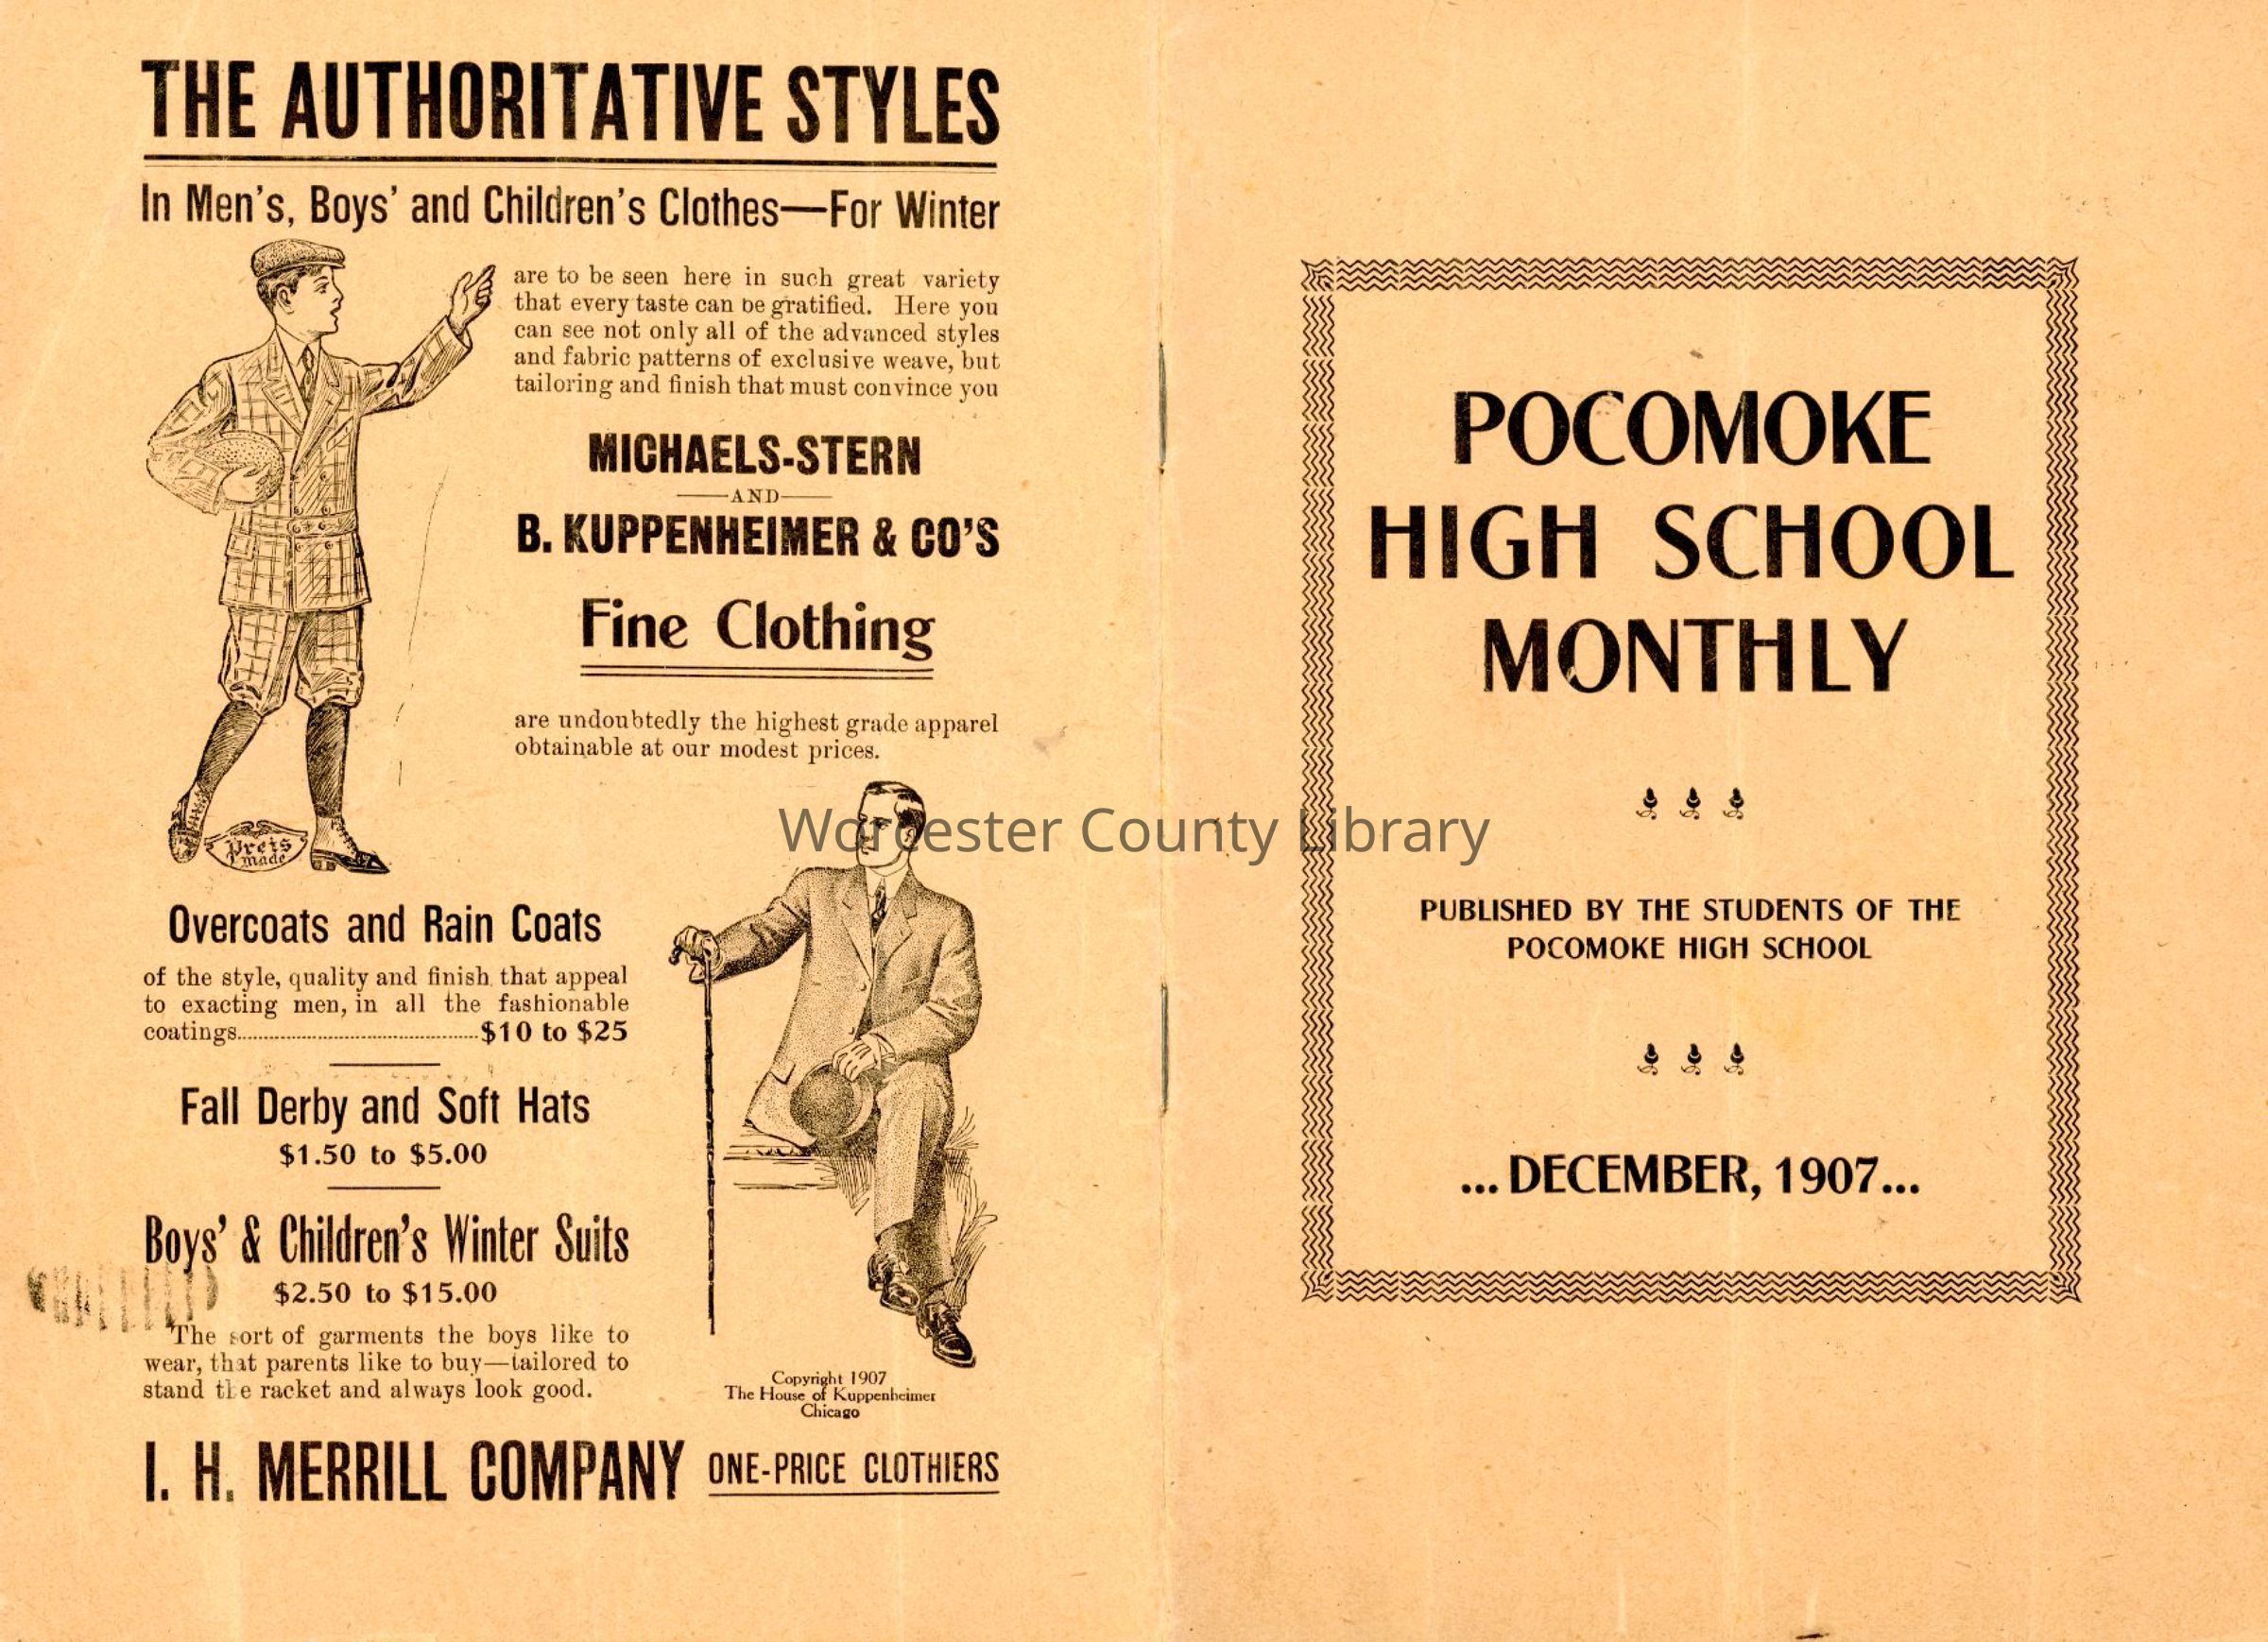 THE AUTHORITATIVE STYLES
In Men's, Boys' and Children's Clothes—For Winter
are to be seen here in such great variety
that every taste can be gratified. Here you
can see not only all of the advanced styles
and fabric patterns of exclusive weave, but
tailoring and finish that must convince you
MICHAELS-STERN
—AND—
B. KUPPENHEIMER & CO'S
Fine Clothing
are undoubtedly the highest grade apparel
obtainable at our modest prices.
made
Overcoats and Rain Coats
of the style, quality and finish that appeal
to exacting men, in all the fashionable
coatings..............................$10 to $25
Fall Derby and Soft Hats
$1.50 to $5.00
Boys' & Children's Winter Suits
$2.50 to $15.00
The sort of garments the boys like to
wear, that parents like to buy—tailored to
stand the racket and always look good.
Copyright 1907
The House of Kuppenheimer
Chicago
I. H. MERRILL COMPANY ONE-PRICE CLOTHIERS
Worcester County Library
POCOMOKE
HIGH SCHOOL
MONTHLY
PUBLISHED BY THE STUDENTS OF THE
POCOMOKE HIGH SCHOOL
...DECEMBER, 1907...